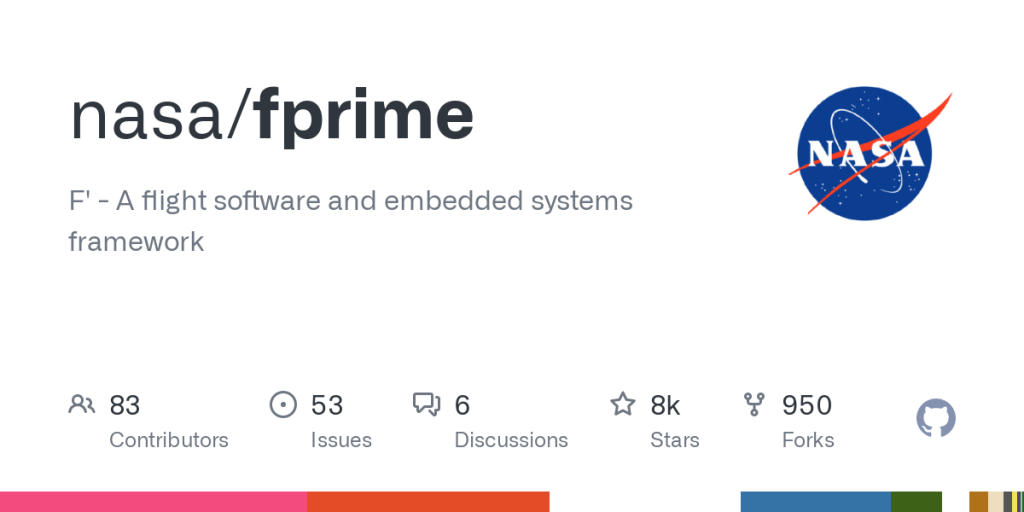 nasa/fprime
NASA
F' - A flight software and embedded systems
framework
83
Contributors
53
Issues
6
Discussions
8k
Stars
950
Forks